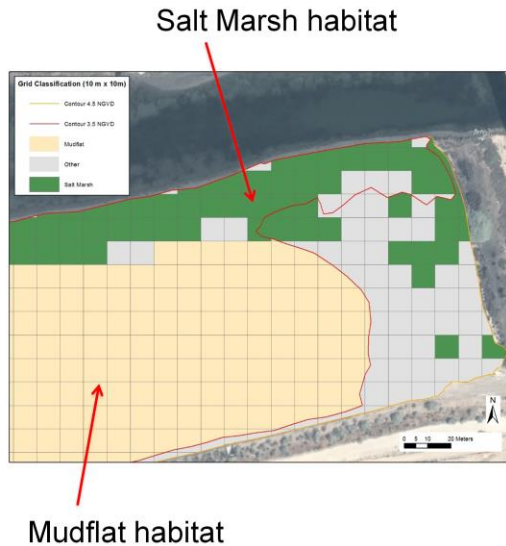 Salt Marsh habitat
Grid Classification (10 m x 10m)
Contour 4.5 NGVD
Contour 3.5 NGVD
Mudflat
Other
Salt Marsh
N
0 5 10 20 Meters
Mudflat habitat